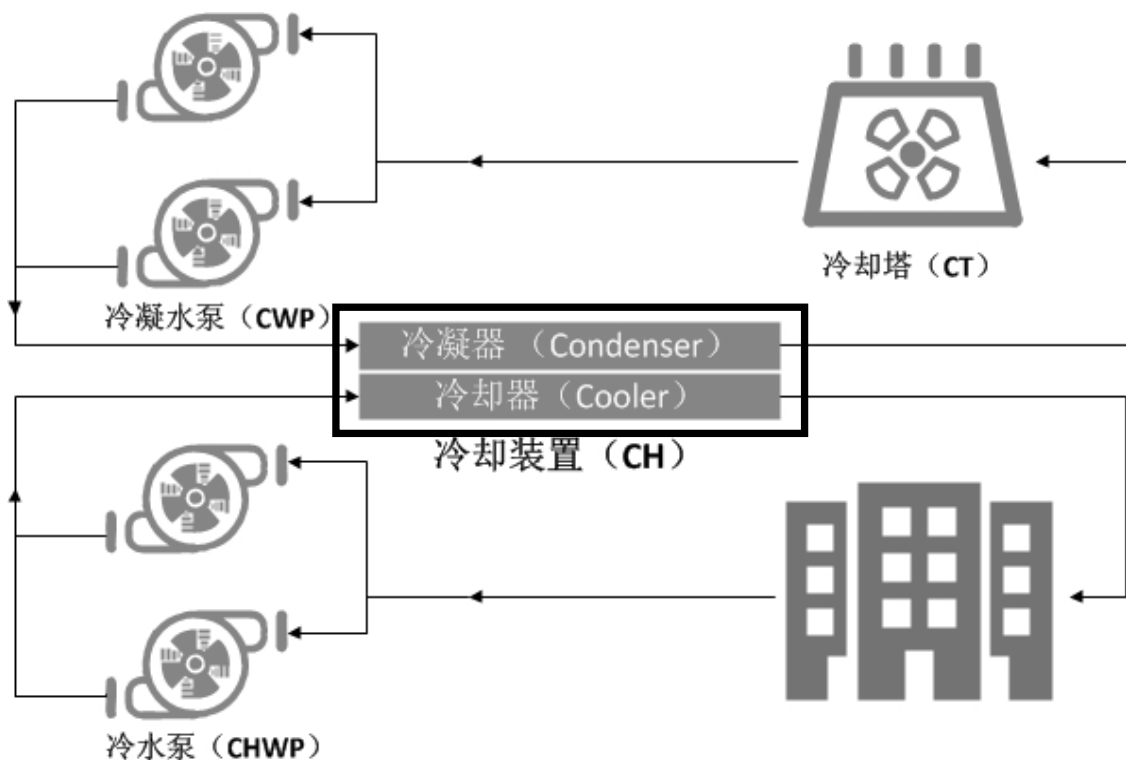 冷却塔（CT）
冷凝水泵（CWP）
冷凝器 （Condenser）
冷却器（Cooler）
冷却装置（CH）
冷水泵（CHWP）